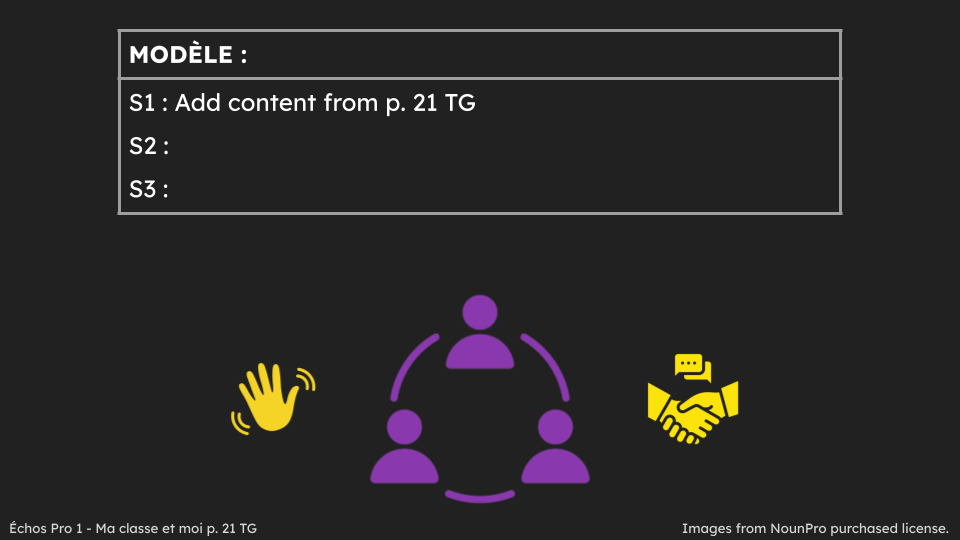 MODÈLE :
S1 : Add content from p. 21 TG
S2 :
S3 :
Échos Pro 1 - Ma classe et moi p. 21 TG
Images from NounPro purchased license.